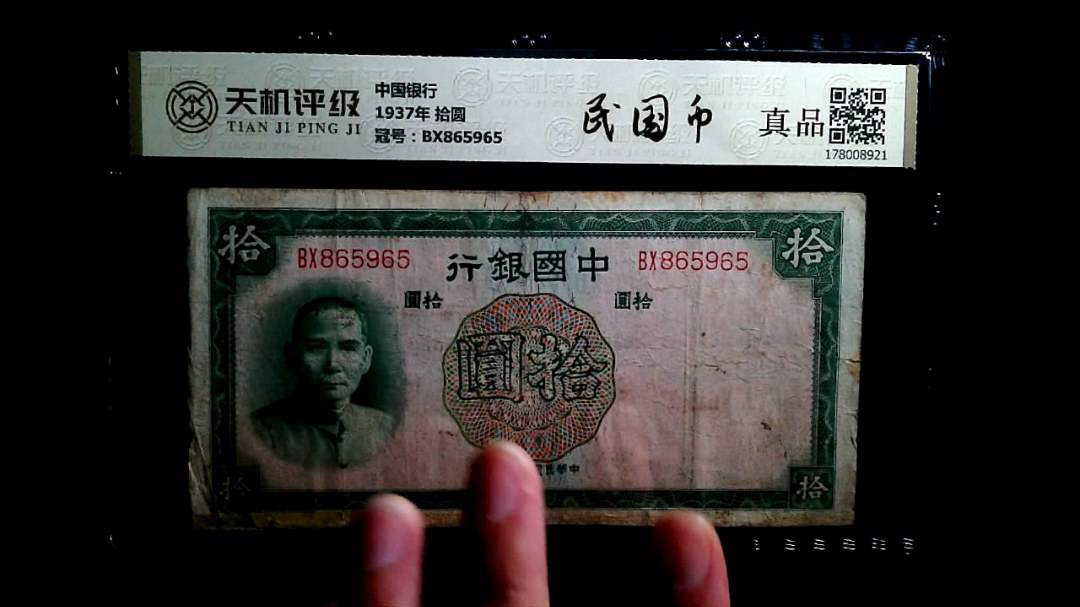 天机评级
TIAN JI PING JI
中国银行
1937年 拾圆
冠号：BX865965
民国币
真品
178008921
拾
拾
BX865965
行銀國中
BX865965
圓拾
圓拾
圓拾
拾
拾